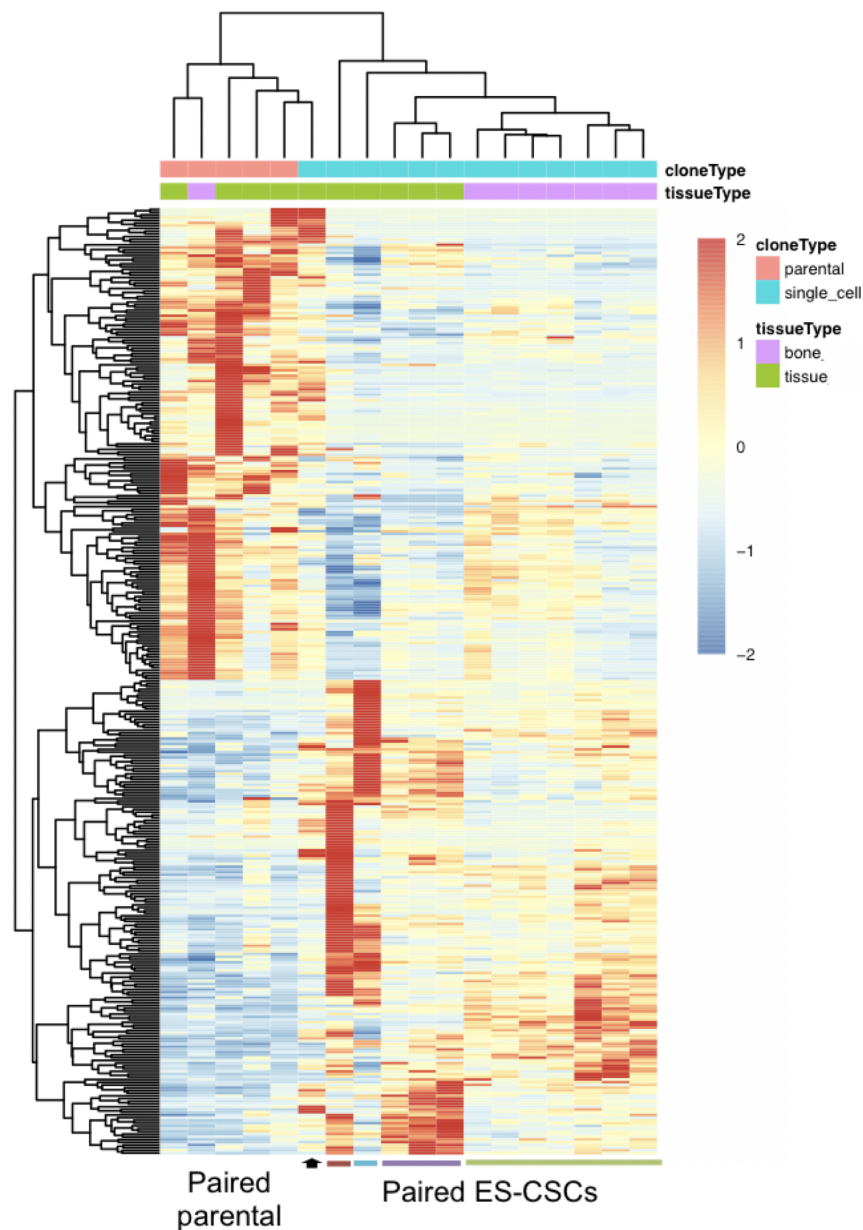 cloneType
tissueType
2
1
0
−1
−2
cloneType
parental
single_cell
tissueType
bone
tissue
Paired
parental
Paired ES-CSCs